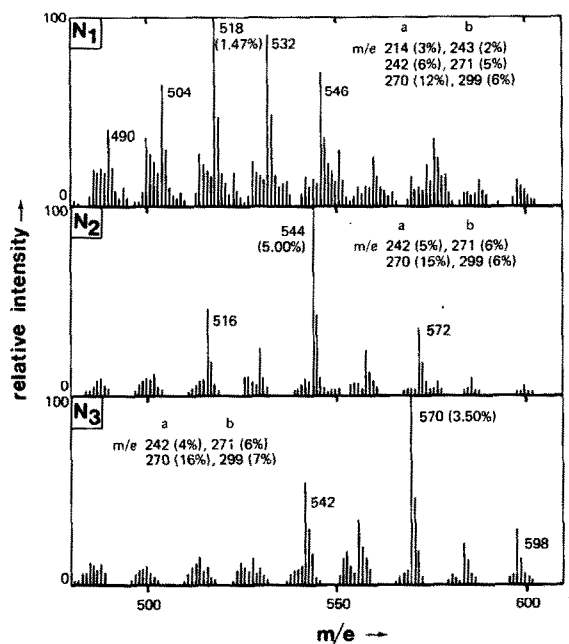 100
N1
518
(1.47%)
532
a b
m/e 214 (3%), 243 (2%)
242 (6%), 271 (5%)
270 (12%), 299 (6%)
504
546
490
0
100
N2
544
(5.00%)
a b
m/e 242 (5%), 271 (6%)
270 (15%), 299 (6%)
516
572
0
100
N3
570 (3.50%)
a b
m/e 242 (4%), 271 (6%)
270 (16%), 299 (7%)
542
598
0
500 550 600
m/e →
relative intensity →